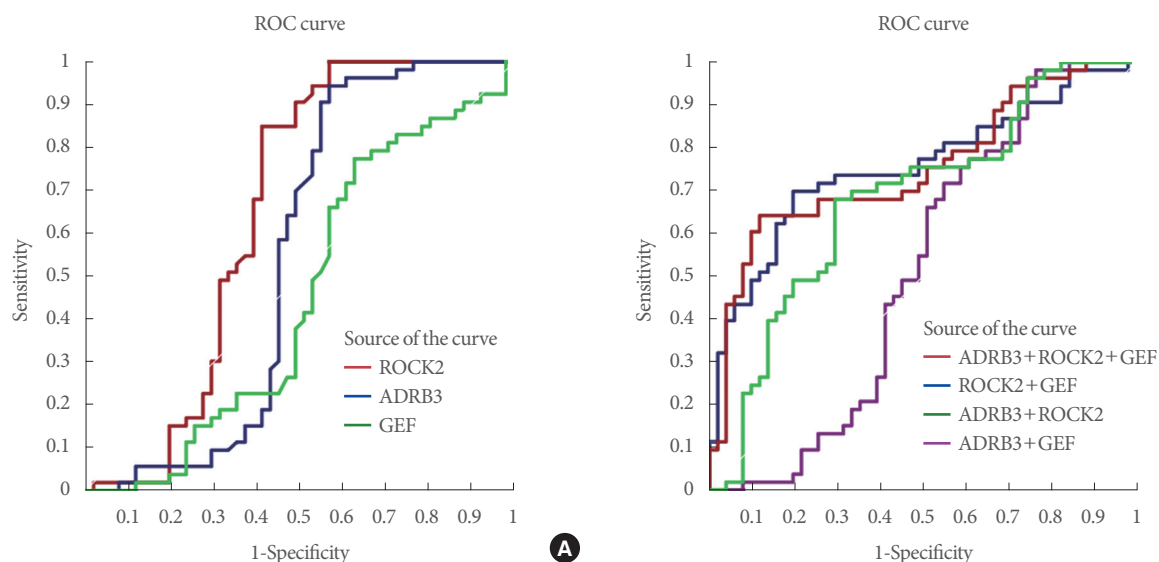 ROC curve
1
0.9
0.8
0.7
0.6
0.5
0.4
0.3
0.2
0.1
0
Sensitivity
Source of the curve
ROCK2
ADRB3
GEF
0.1 0.2 0.3 0.4 0.5 0.6 0.7 0.8 0.9 1
1-Specificity
A
ROC curve
1
0.9
0.8
0.7
0.6
0.5
0.4
0.3
0.2
0.1
0
Sensitivity
Source of the curve
ADRB3+ROCK2+GEF
ROCK2+GEF
ADRB3+ROCK2
ADRB3+GEF
0.1 0.2 0.3 0.4 0.5 0.6 0.7 0.8 0.9 1
1-Specificity